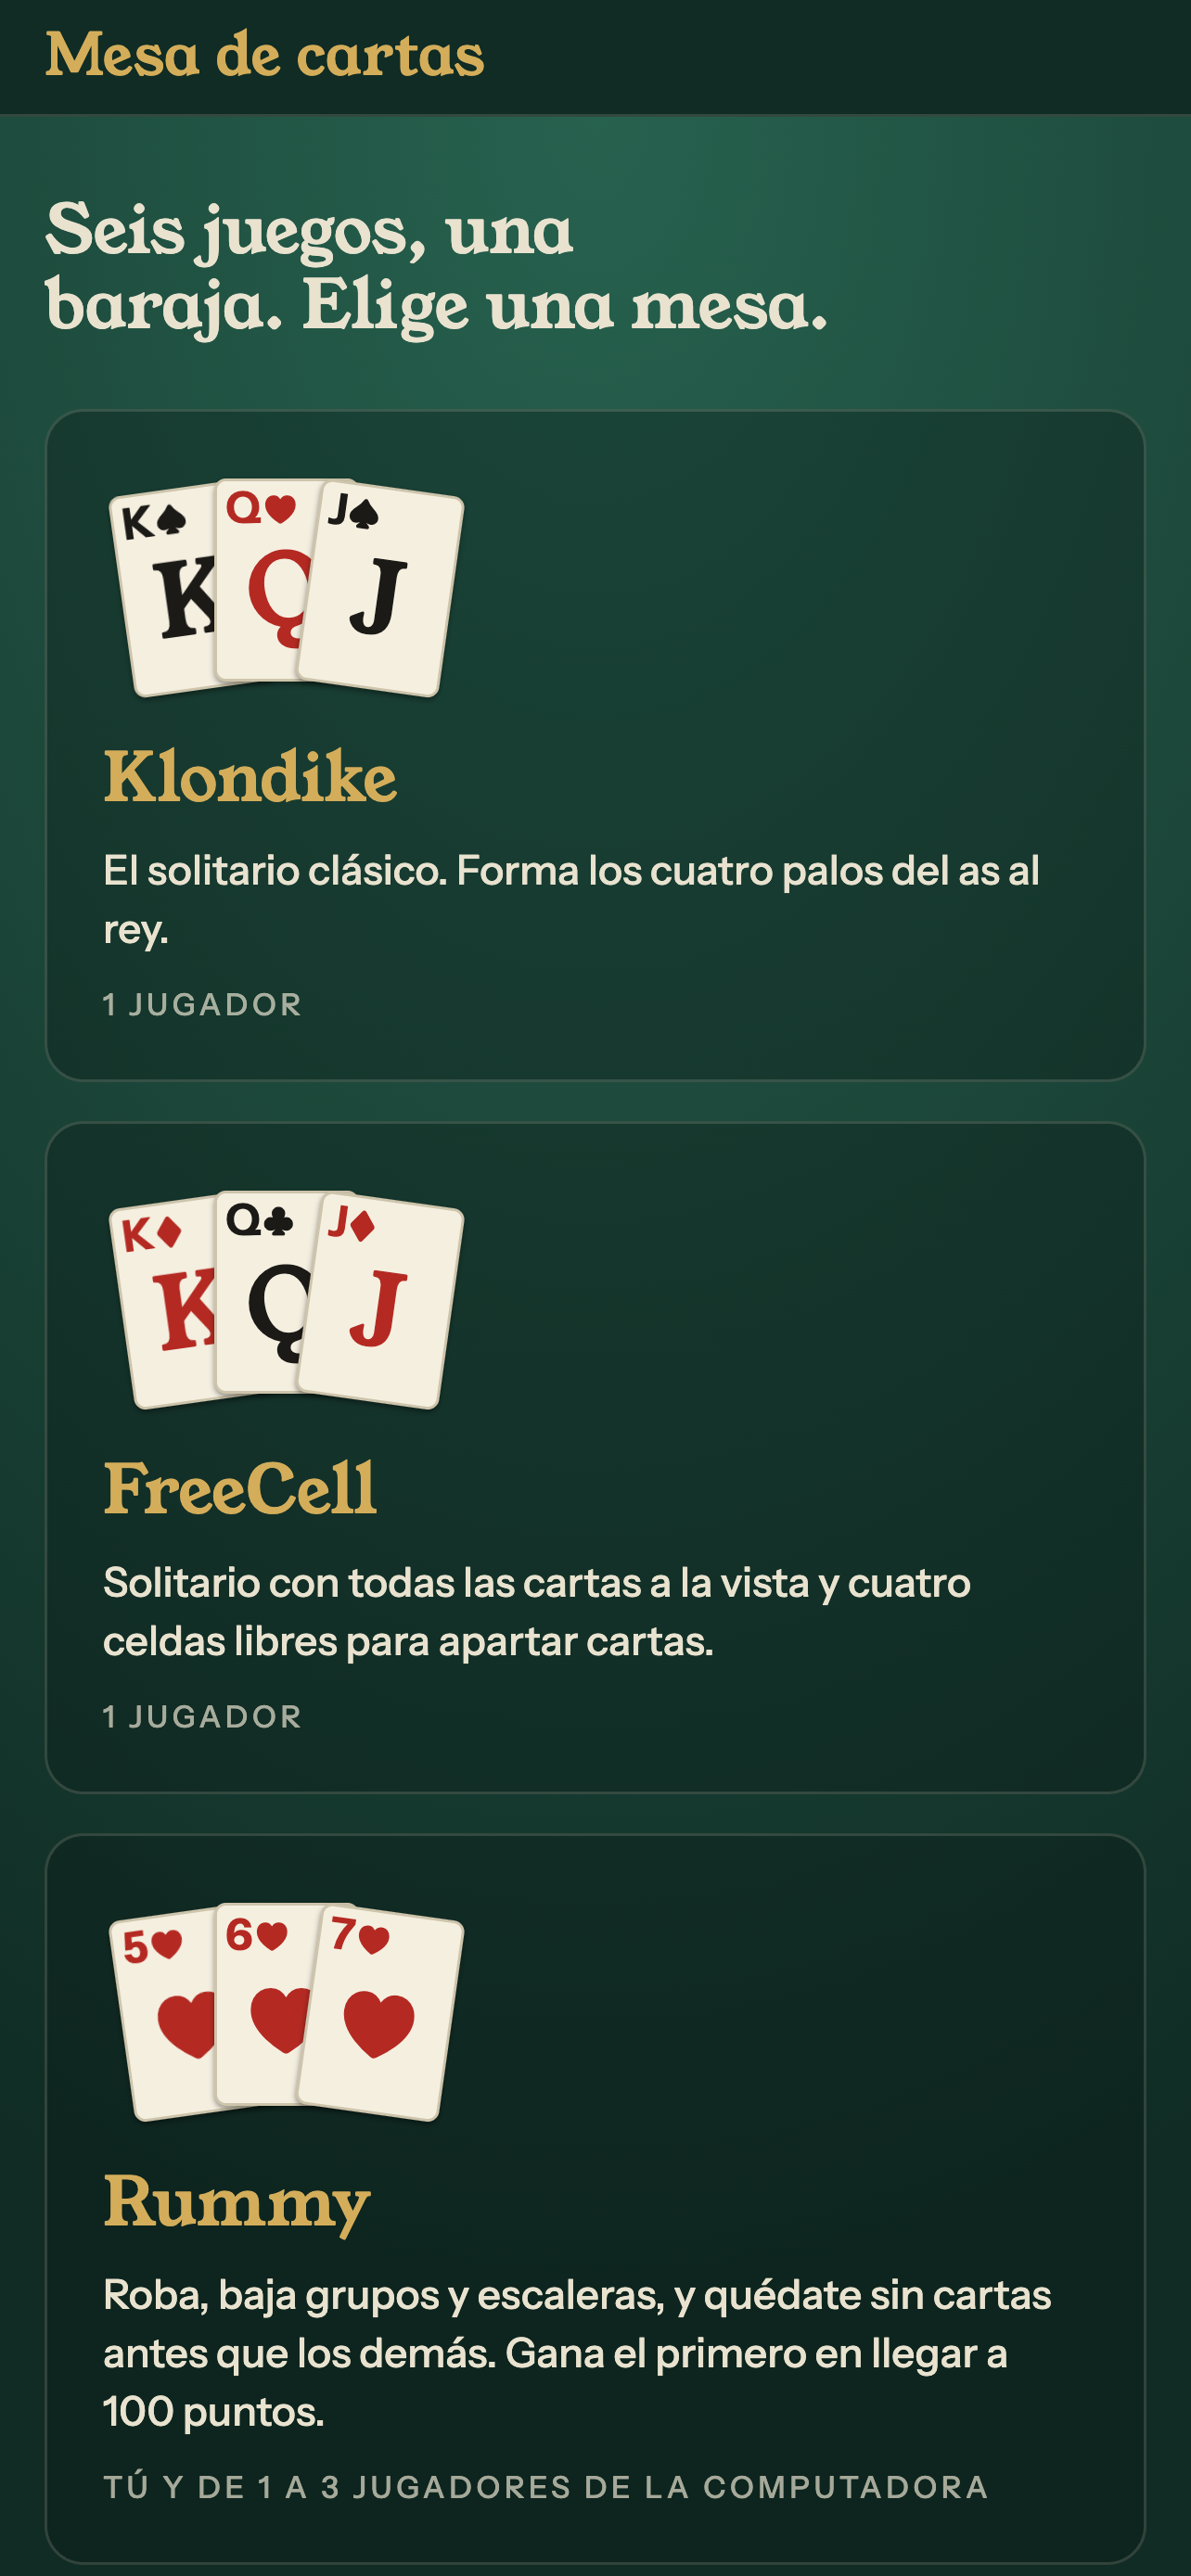 Mesa de cartas
Seis juegos, una
baraja. Elige una mesa.
K♠ Q♥ J♠
K Q J
Klondike
El solitario clásico. Forma los cuatro palos del as al
rey.
1 JUGADOR
K♦ Q♣ J♦
K Q J
FreeCell
Solitario con todas las cartas a la vista y cuatro
celdas libres para apartar cartas.
1 JUGADOR
5♥ 6♥ 7♥
Rummy
Roba, baja grupos y escaleras, y quédate sin cartas
antes que los demás. Gana el primero en llegar a
100 puntos.
TÚ Y DE 1 A 3 JUGADORES DE LA COMPUTADORA